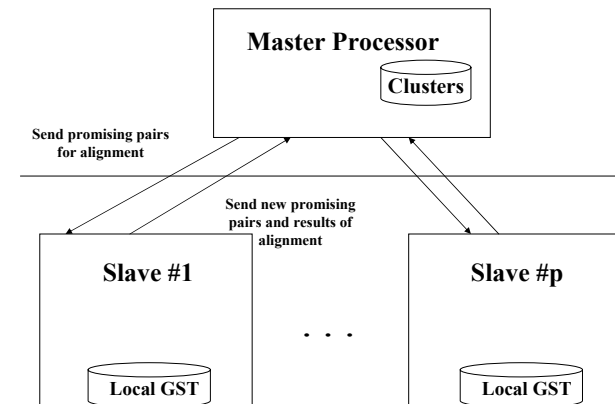 Master Processor
Clusters
Send promising pairs
for alignment
Send new promising
pairs and results of
alignment
Slave #1
Slave #p
. . .
Local GST
Local GST